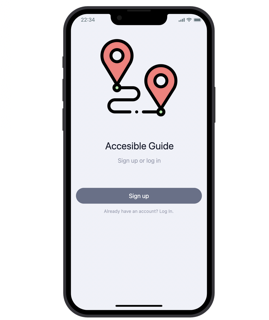 22:34
Accesible Guide
Sign up or log in
Sign up
Already have an account? Log in.